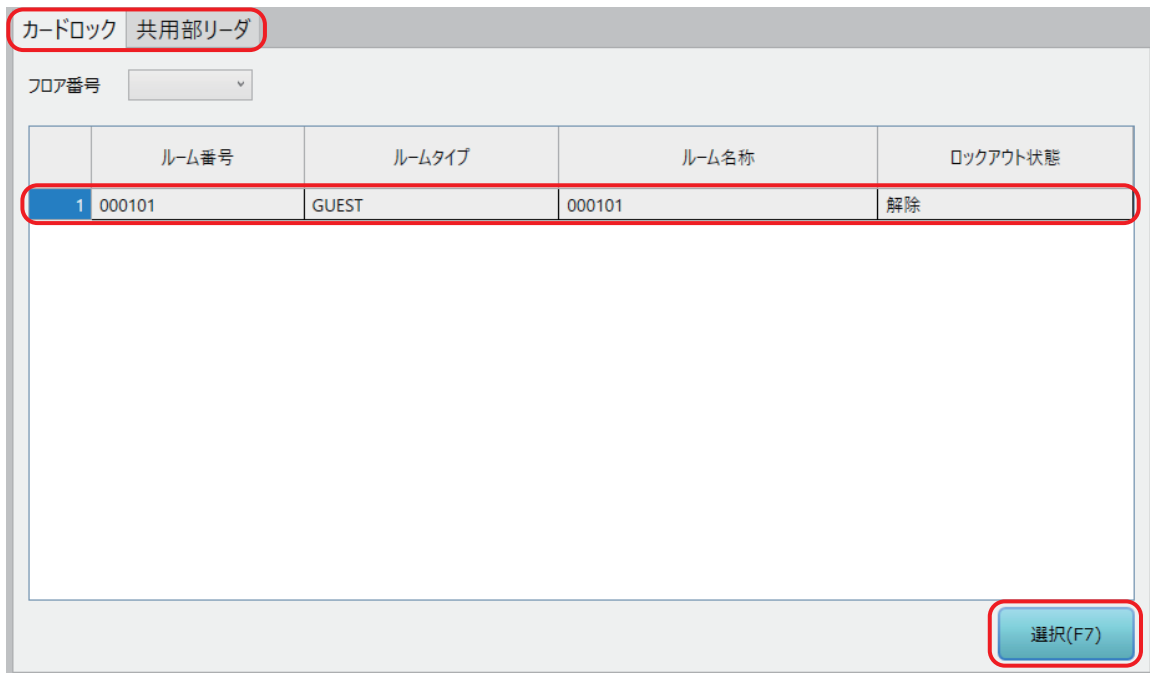 カードロック 共用部リーダ
フロア番号
ルーム番号 ルームタイプ ルーム名称 ロックアウト状態
1 000101 GUEST 000101 解除
選択(F7)